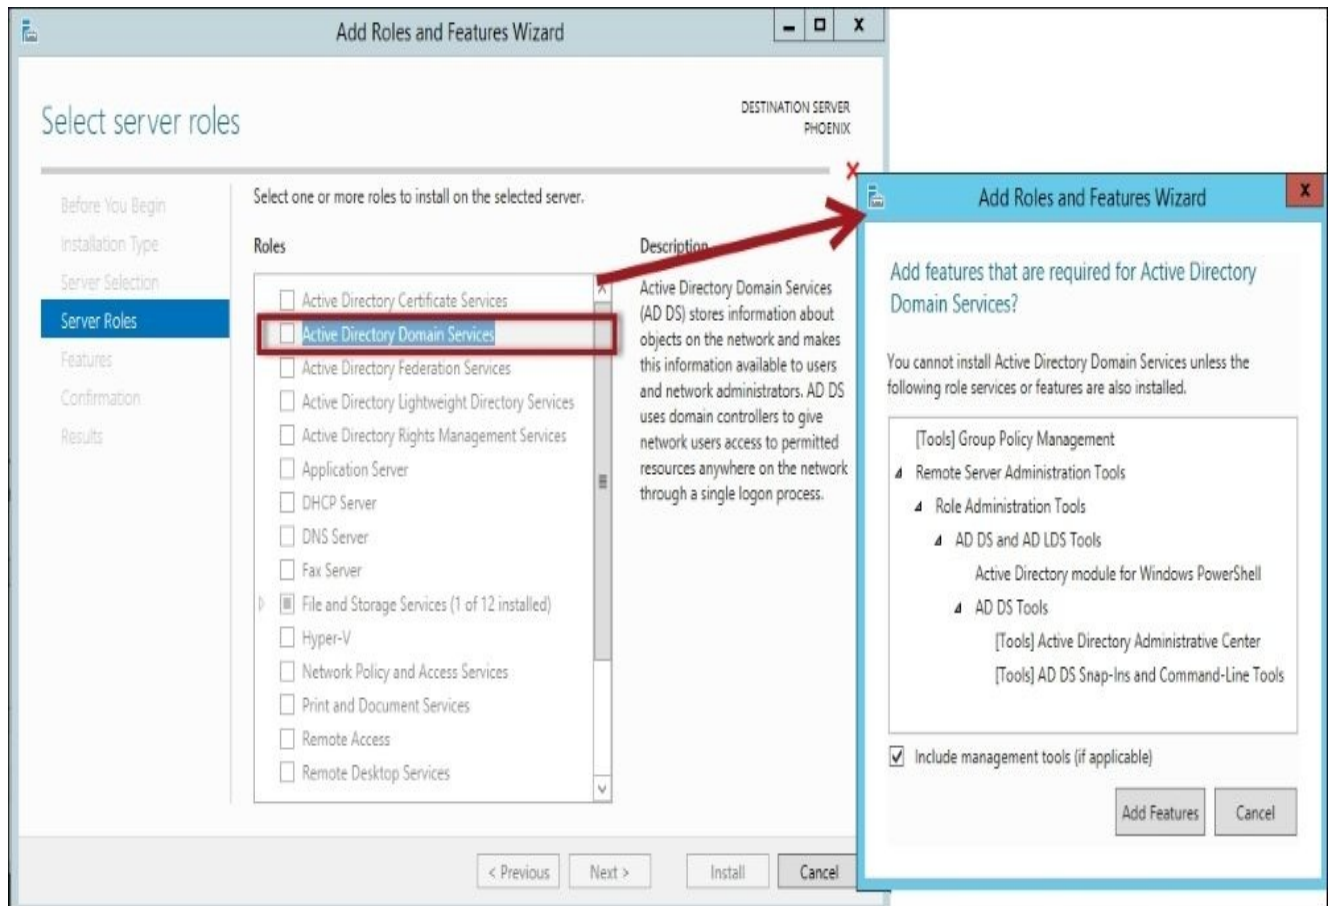 Add Roles and Features Wizard
Select server roles
DESTINATION SERVER
PHOENIX
Before You Begin
Installation Type
Server Selection
Server Roles
Features
Confirmation
Results
Select one or more roles to install on the selected server.
Roles
Active Directory Certificate Services
Active Directory Domain Services
Active Directory Federation Services
Active Directory Lightweight Directory Services
Active Directory Rights Management Services
Application Server
DHCP Server
DNS Server
Fax Server
File and Storage Services (1 of 12 installed)
Hyper-V
Network Policy and Access Services
Print and Document Services
Remote Access
Remote Desktop Services
Description
Active Directory Domain Services
(AD DS) stores information about
objects on the network and makes
this information available to users
and network administrators. AD DS
uses domain controllers to give
network users access to permitted
resources anywhere on the network
through a single logon process.
< Previous
Next >
Install
Cancel
Add Roles and Features Wizard
Add features that are required for Active Directory
Domain Services?
You cannot install Active Directory Domain Services unless the
following role services or features are also installed.
[Tools] Group Policy Management
Remote Server Administration Tools
Role Administration Tools
AD DS and AD LDS Tools
Active Directory module for Windows PowerShell
AD DS Tools
[Tools] Active Directory Administrative Center
[Tools] AD DS Snap-Ins and Command-Line Tools
Include management tools (if applicable)
Add Features
Cancel